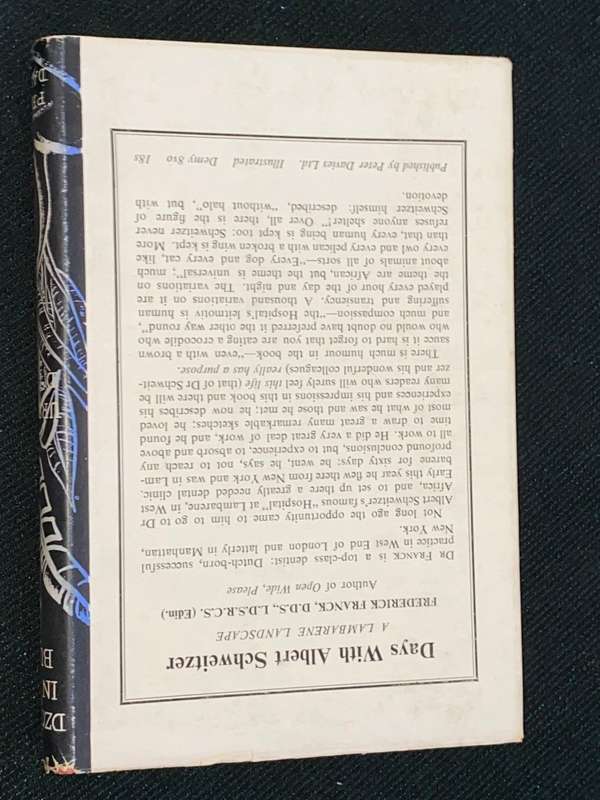 Days With Albert Schweitzer
A LAMBARENE LANDSCAPE
FREDERICK FRANCK, D.D.S., L.D.S.R.C.S. (Edin.)
Author of Open Wide, Please
DR FRANCK is a top-class dentist: Dutch-born, successful
practice in West End of London and latterly in Manhattan,
New York.
Not long ago the opportunity came to him to go to Dr
Albert Schweitzer's famous "Hospital" at Lambarene, in West
Africa, and to set up there a greatly needed dental clinic.
Early this year he flew there from New York and was in Lam-
barene for sixty days: he went, he says, not to reach any
profound conclusions, but to experience, to absorb and above
all to work. He did a very great deal of work, and he found
time to draw a great many remarkable sketches; he loved
most of what he saw and those he met; he now describes his
experiences and his impressions in this book and there will be
many readers who will surely feel this life (that of Dr Schweit-
zer and his wonderful colleagues) really has a purpose.
There is much humour in the book—"even with a brown
sauce it is hard to forget that you are eating a crocodile who
who would no doubt have preferred it the other way round",
and much compassion—"the Hospital's leitmotiv is human
suffering and transiency. A thousand variations on it are
played every hour of the day and night. The variations on
the theme are African, but the theme is universal"; much
about animals of all sorts—"Every dog and every cat, like
every owl and every pelican with a broken wing is kept. More
than that, every human being is kept too: Schweitzer never
refuses anyone shelter!" Over all, there is the figure of
Schweitzer himself: described, "without halo", but with
devotion.
Published by Peter Davies Ltd. Illustrated Demy 8vo 18s